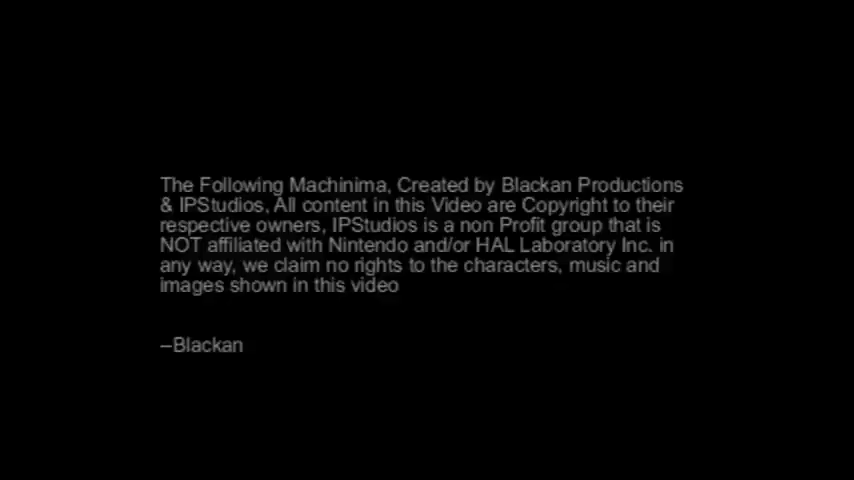 The Following Machinima, Created by Blackan Productions
& IPStudios, All content in this Video are Copyright to their
respective owners, IPStudios is a non Profit group that is
NOT affiliated with Nintendo and/or HAL Laboratory Inc. in
any way, we claim no rights to the characters, music and
images shown in this video
--Blackan